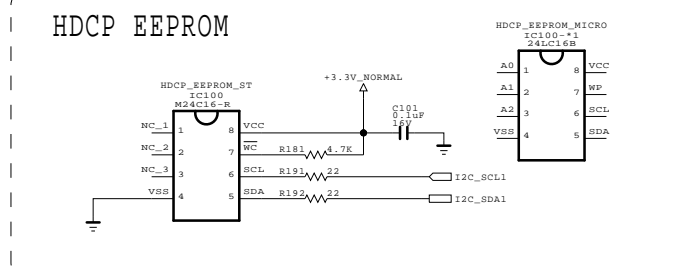 HDCP EEPROM
HDCP_EEPROM_MICRO
IC100-*1
24LC16B
A0 1 8 VCC
A1 2 7 WP
A2 3 6 SCL
VSS 4 5 SDA
HDCP_EEPROM_ST
IC100
M24C16-R
+3.3V_NORMAL
C101
0.1uF
16V
NC_1 1 8 VCC
NC_2 2 7 WC R181 4.7K
NC_3 3 6 SCL R191 22 I2C_SCL1
VSS 4 5 SDA R192 22 I2C_SDA1